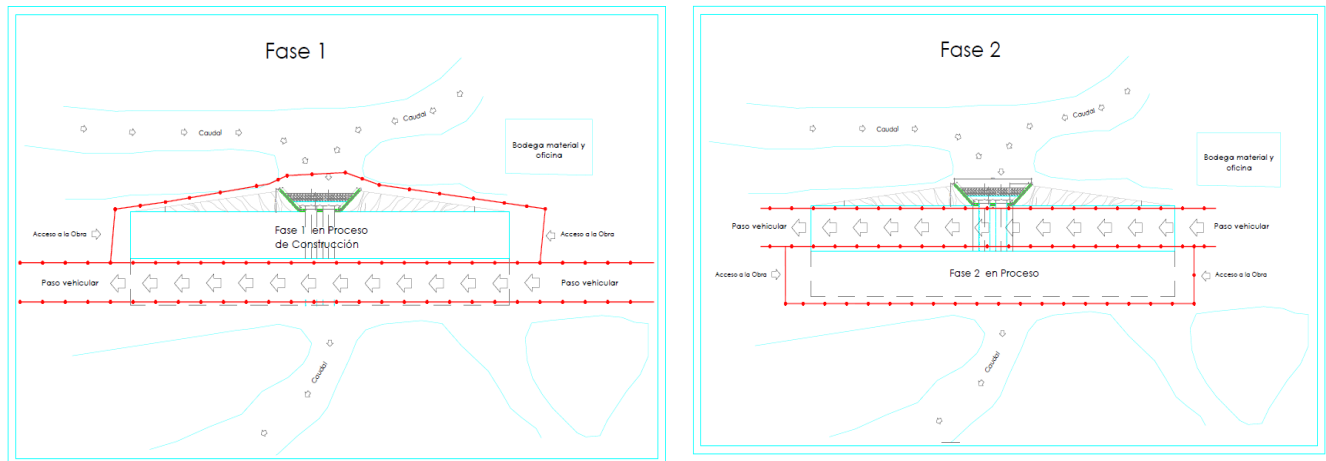 Fase 1
Caudal
Caudal
Bodega material y
oficina
Fase 1 en Proceso
de Construcción
Acceso a la Obra
Acceso a la Obra
Paso vehicular
Paso vehicular
Caudal
Fase 2
Caudal
Caudal
Bodega material y
oficina
Paso vehicular
Paso vehicular
Acceso a la Obra
Fase 2 en Proceso
Acceso a la Obra
Caudal